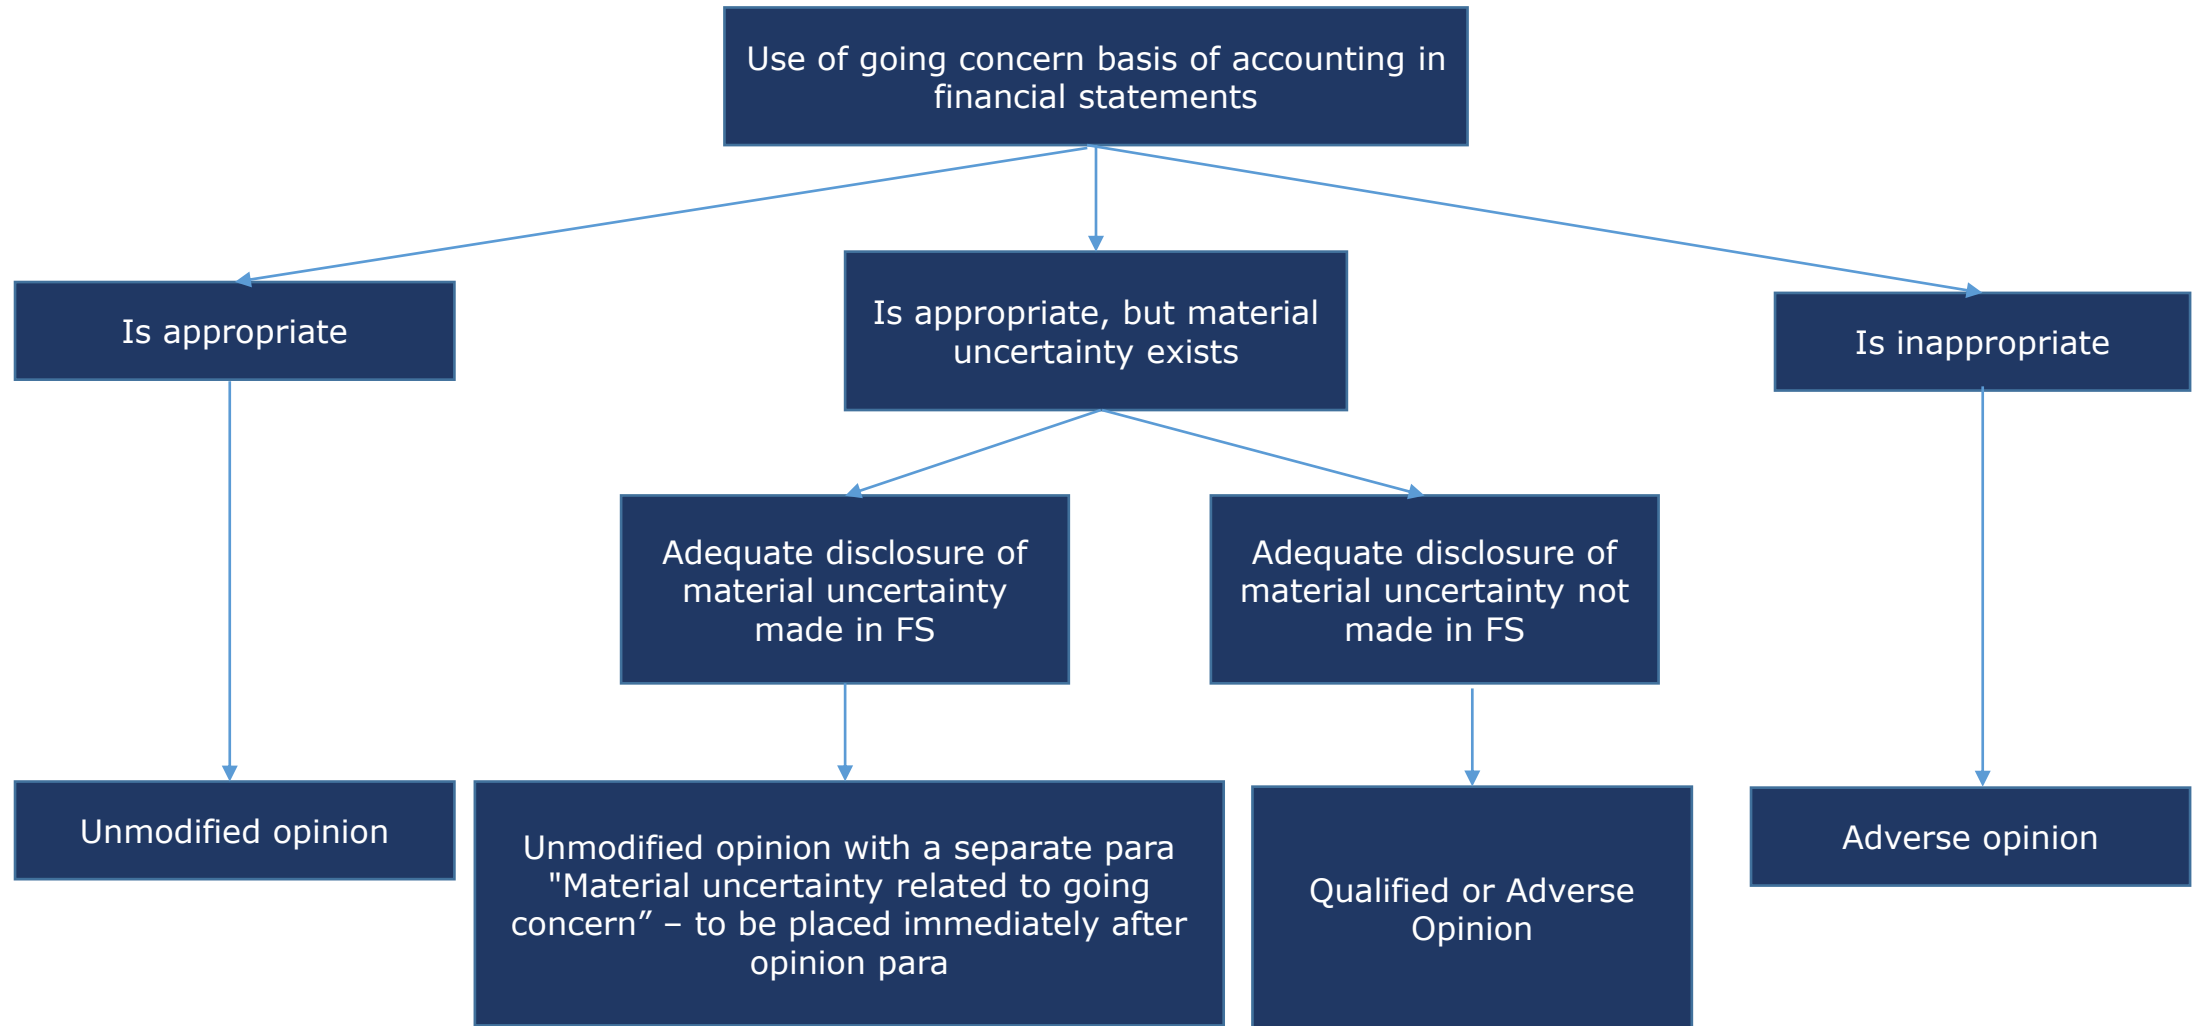 Use of going concern basis of accounting in
financial statements
Is appropriate
Is appropriate, but material
uncertainty exists
Is inappropriate
Adequate disclosure of
material uncertainty
made in FS
Adequate disclosure of
material uncertainty not
made in FS
Unmodified opinion
Unmodified opinion with a separate para
"Material uncertainty related to going
concern” – to be placed immediately after
opinion para
Qualified or Adverse
Opinion
Adverse opinion